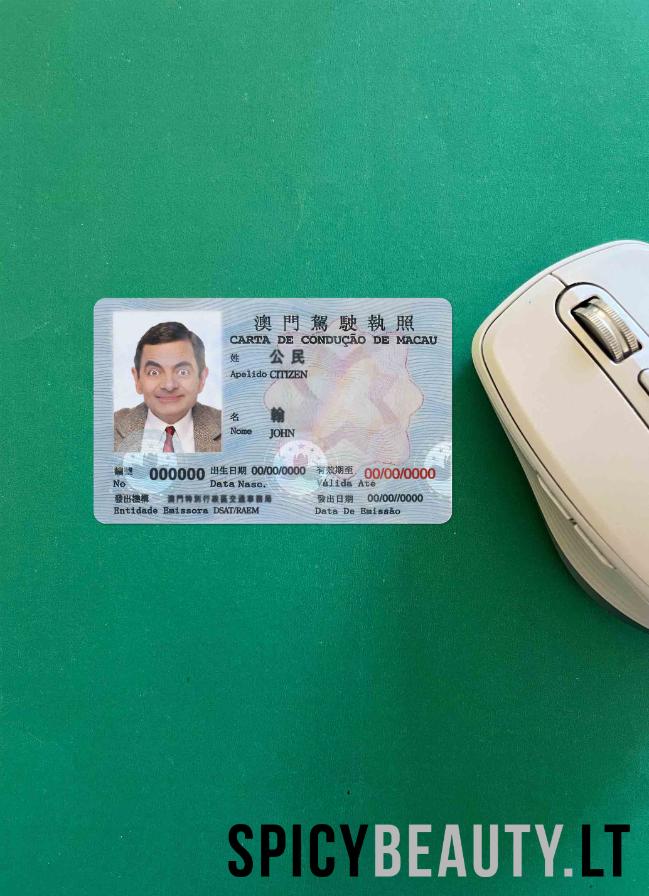 澳門駕駛執照
CARTA DE CONDUÇÃO DE MACAU
姓 公民
Apelido CITIZEN
名 翰
Nome JOHN
編號 000000 出生日期 00/00/0000 有效期至 00/00/0000
No Data Nasc. Válida Até
發出機構 澳門特別行政區交通事務局 發出日期 00/00//0000
Entidade Emissora DSAT/RAEM Data De Emissão
SPICYBEAUTY.LT